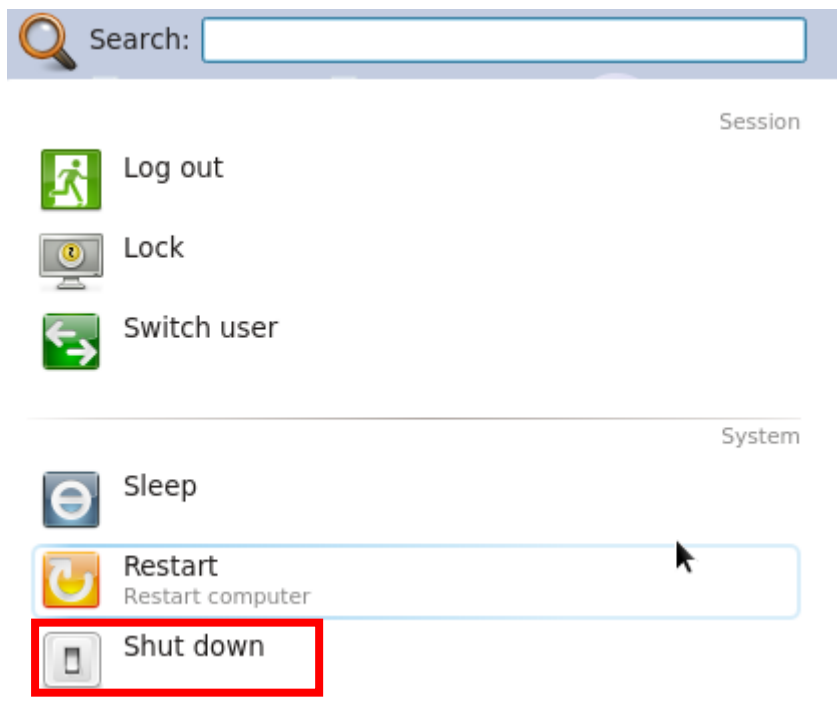 Search:
Session
Log out
Lock
Switch user
System
Sleep
Restart
Restart computer
Shut down